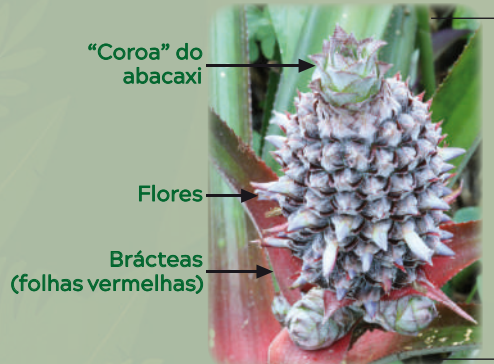 “Coroa” do
abacaxi
Flores
Brácteas
(folhas vermelhas)